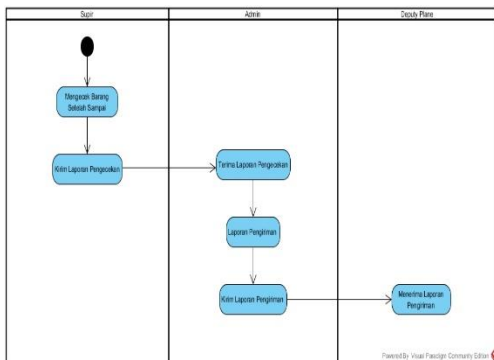 Supir
Admin
Deputy Plane
Mengecek Barang
Setelah Sampai
Kirim Laporan Pengecekan
Terima Laporan Pengecekan
Laporan Pengiriman
Kirim Laporan Pengiriman
Menerima Laporan
Pengiriman
Powered By Visual Paradigm Community Edition